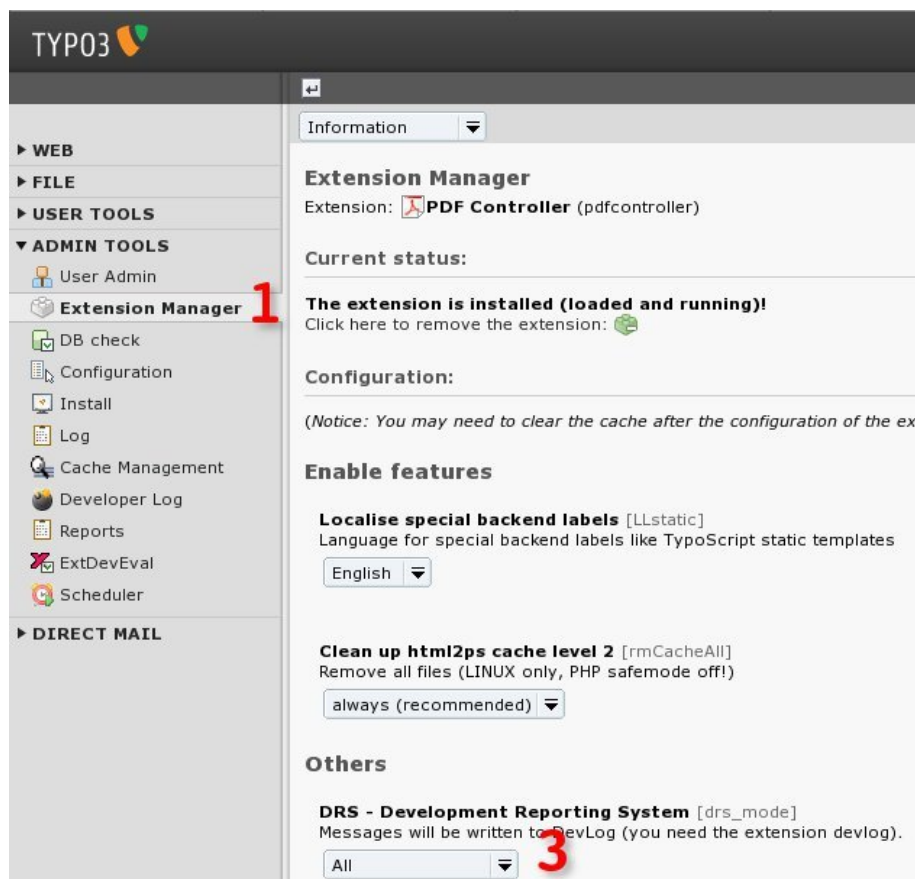 TYPO3
Information
WEB
FILE
USER TOOLS
ADMIN TOOLS
User Admin
Extension Manager 1
DB check
Configuration
Install
Log
Cache Management
Developer Log
Reports
ExtDevEval
Scheduler
DIRECT MAIL
Extension Manager
Extension: PDF Controller (pdfcontroller)
Current status:
The extension is installed (loaded and running)!
Click here to remove the extension:
Configuration:
(Notice: You may need to clear the cache after the configuration of the ex
Enable features
Localise special backend labels [LLstatic]
Language for special backend labels like TypoScript static templates
English
Clean up html2ps cache level 2 [rmCacheAll]
Remove all files (LINUX only, PHP safemode off!)
always (recommended)
Others
DRS - Development Reporting System [drs_mode]
Messages will be written to DevLog (you need the extension devlog).
All 3